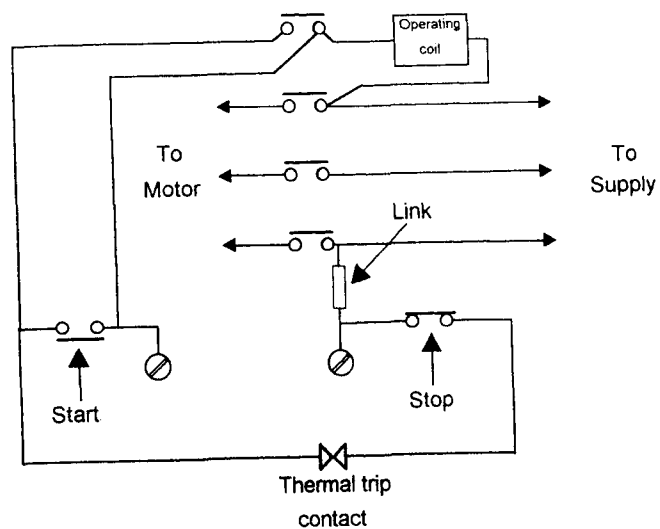 Operating
coil
To
Motor
To
Supply
Link
Start
Stop
Thermal trip
contact